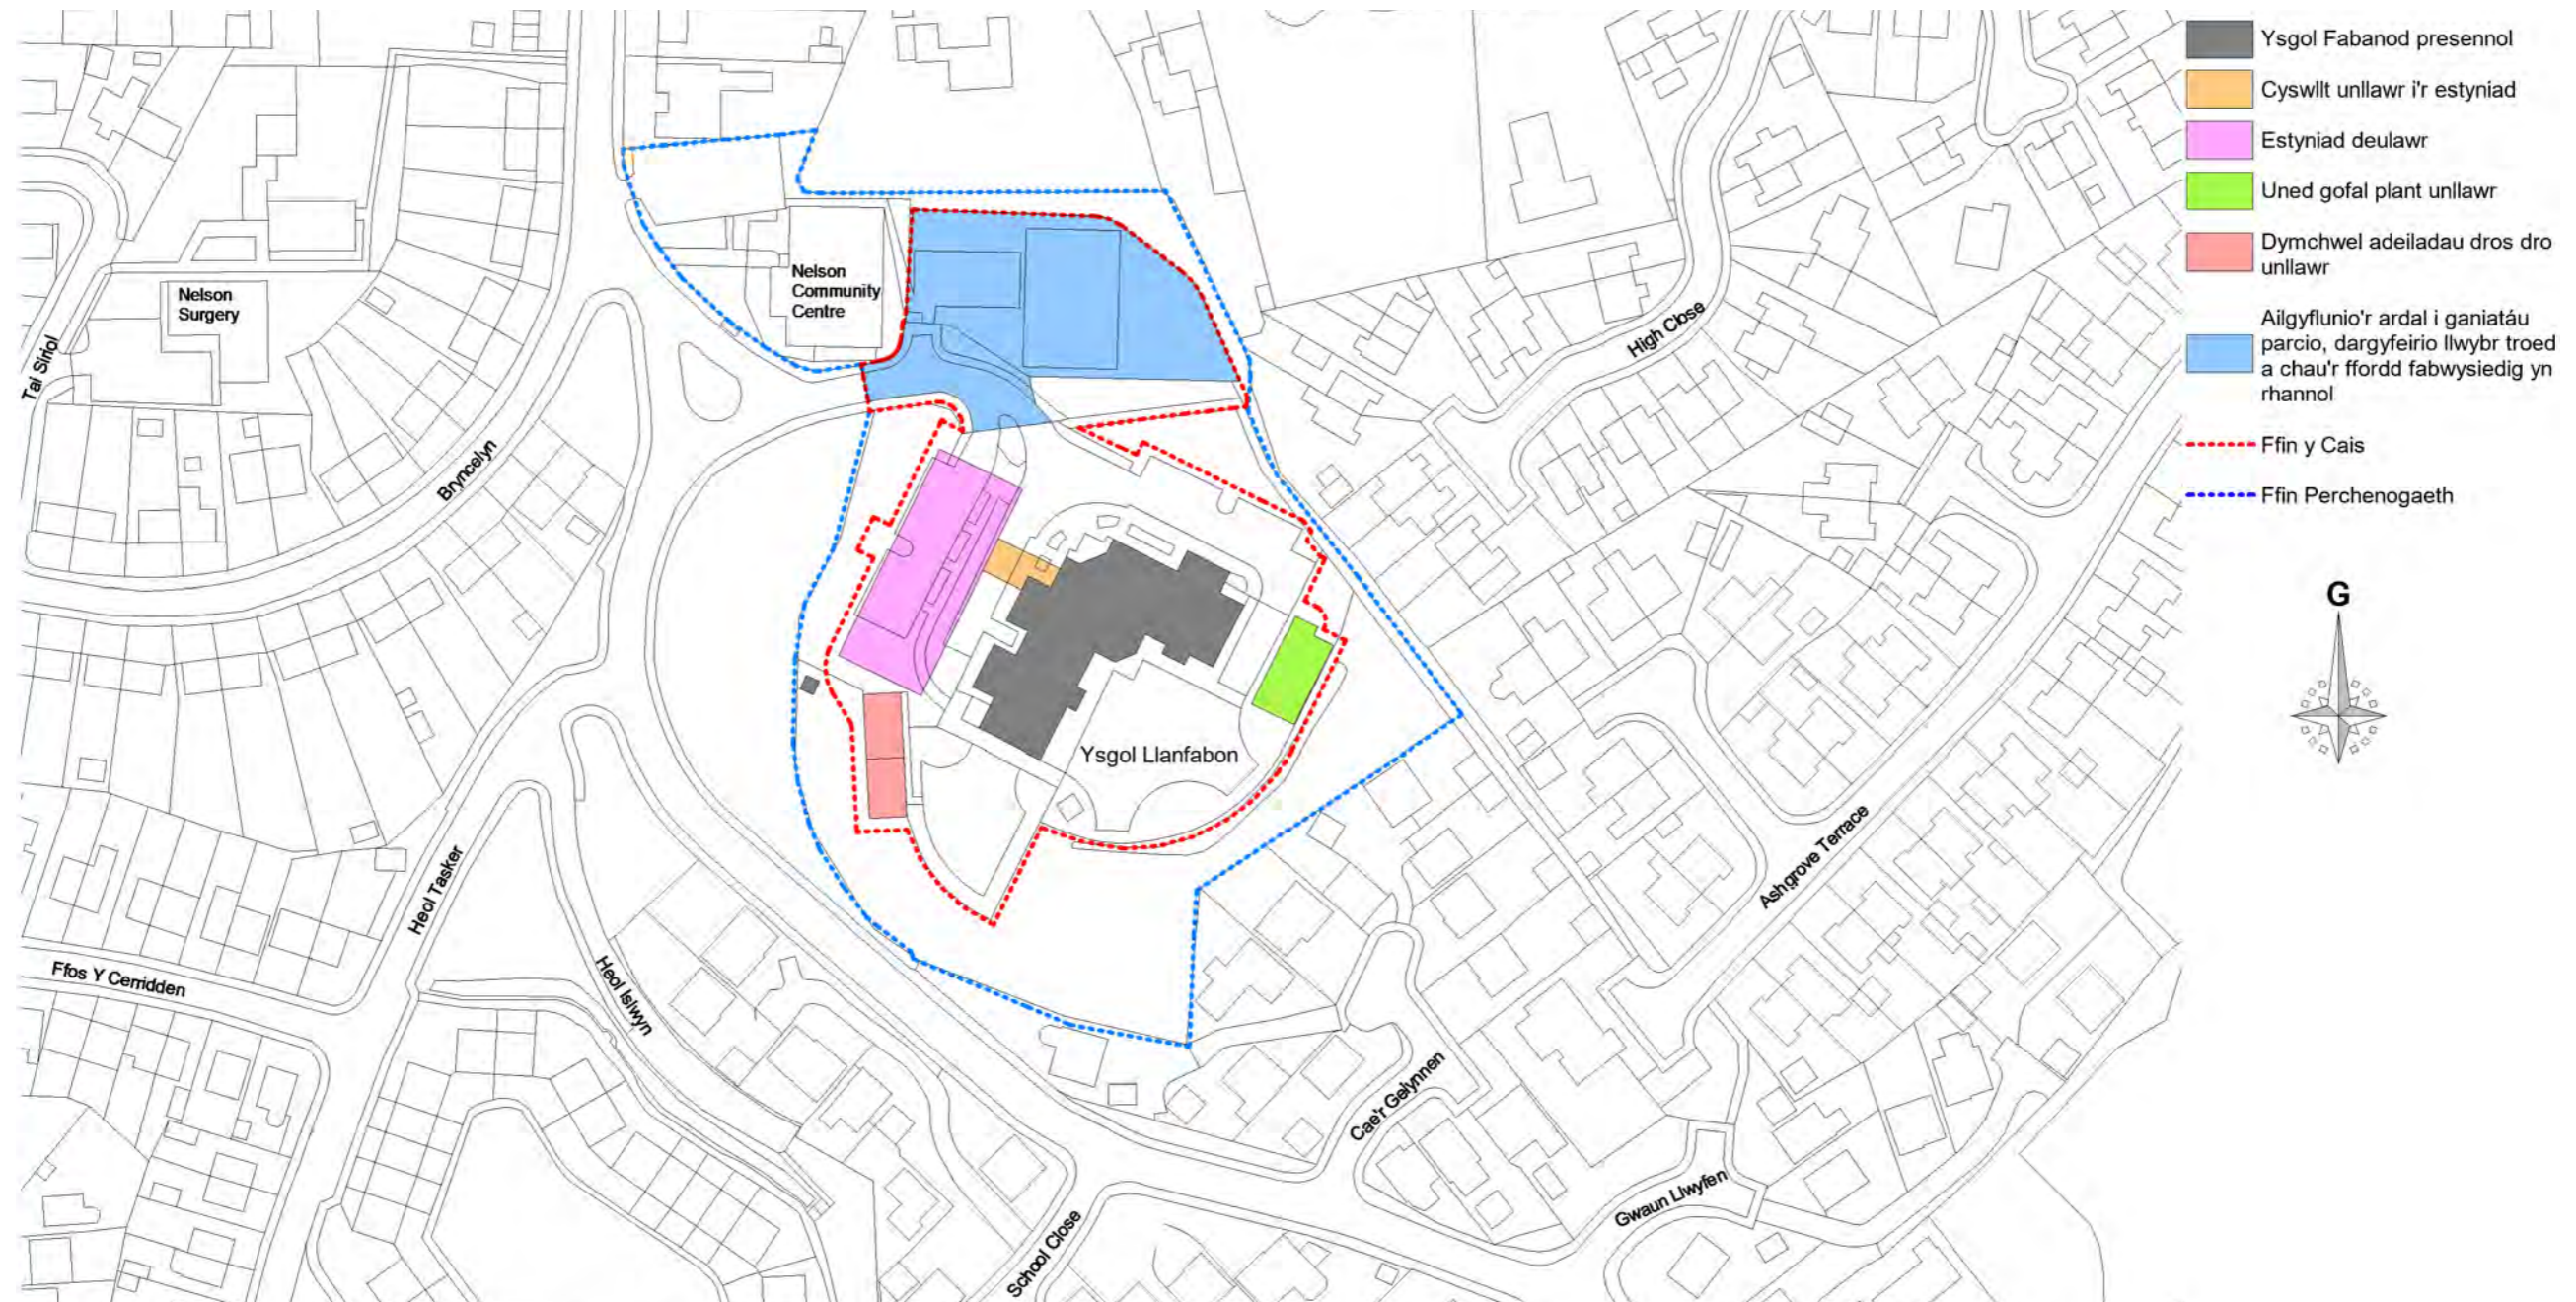 Ysgol Fabanod presennol
Cyswllt unllawr i'r estyniad
Estyniad deulawr
Uned gofal plant unllawr
Dymchwel adeiladau dros dro
unllawr
Ailgyflunio'r ardal i ganiatáu
parcio, dargyfeirio llwybr troed
a chau'r ffordd fabwysiedig yn
rhannol
Ffin y Cais
Ffin Perchenogaeth
G
Nelson
Community
Centre
Nelson
Surgery
Tai Siriol
Bryncelyn
High Close
Ysgol Llanfabon
Heol Tasker
Ashgrove Terrace
Ffos Y Cerridden
Heol Islwyn
Cae'r Gelynnen
Gwaun Llwyfen
School Close